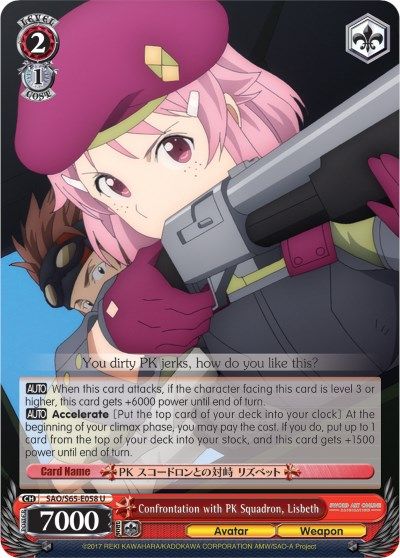 LEVEL
2
1
COST
You dirty PK jerks, how do you like this?
AUTO When this card attacks, if the character facing this card is level 3 or
higher, this card gets +6000 power until end of turn.
AUTO Accelerate [Put the top card of your deck into your clock] At the
beginning of your climax phase, you may pay the cost. If you do, put up to 1
card from the top of your deck into your stock, and this card gets +1500
power until end of turn.
Card Name
PK スコードロンとの対峙 リズベット
CH SAO/S65-E058 U
Confrontation with PK Squadron, Lisbeth
SWORD ART ONLINE
POWER
7000
Avatar
Weapon
©2017 REKI KAWAHARA/KADOKAWA CORPORATION AMW/SAO-A Project